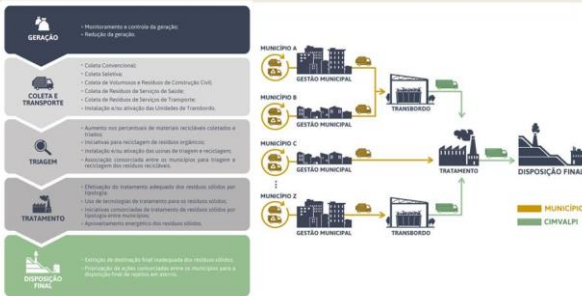 GERAÇÃO
- Monitoramento e controle da geração;
- Redução da geração.
COLETA E
TRANSPORTE
- Coleta Convencional;
- Coleta Seletiva;
- Coleta de Volumosos e Resíduos de Construção Civil;
- Coleta de Resíduos de Serviços de Saúde;
- Coleta de Resíduos de Serviços de Transporte;
- Instalação e/ou ativação das Unidades de Transbordo.
TRIAGEM
- Aumento nos percentuais de materiais recicláveis coletados e
triados;
- Iniciativas para reciclagem de resíduos orgânicos;
- Instalação e/ou ativação das usinas de triagem e reciclagem;
- Associação consorciada entre os municípios para triagem e
reciclagem dos resíduos recicláveis.
TRATAMENTO
- Efetivação do tratamento adequado dos resíduos sólidos por
tipologia;
- Uso de tecnologias de tratamento para os resíduos sólidos;
- Iniciativas consorciadas de tratamento de resíduos sólidos por
tipologia entre municípios;
- Aproveitamento energético dos resíduos sólidos.
DISPOSIÇÃO
FINAL
- Extinção de destinação final inadequada dos resíduos sólidos;
- Priorização de ações consorciadas entre os municípios para a
disposição final de rejeitos em aterro.
MUNICÍPIO A
GESTÃO MUNICIPAL
MUNICÍPIO B
GESTÃO MUNICIPAL
TRANSBORDO
MUNICÍPIO C
GESTÃO MUNICIPAL
TRATAMENTO
DISPOSIÇÃO FINAL
MUNICÍPIO Z
GESTÃO MUNICIPAL
TRANSBORDO
MUNICÍPIO
CIMVALPI